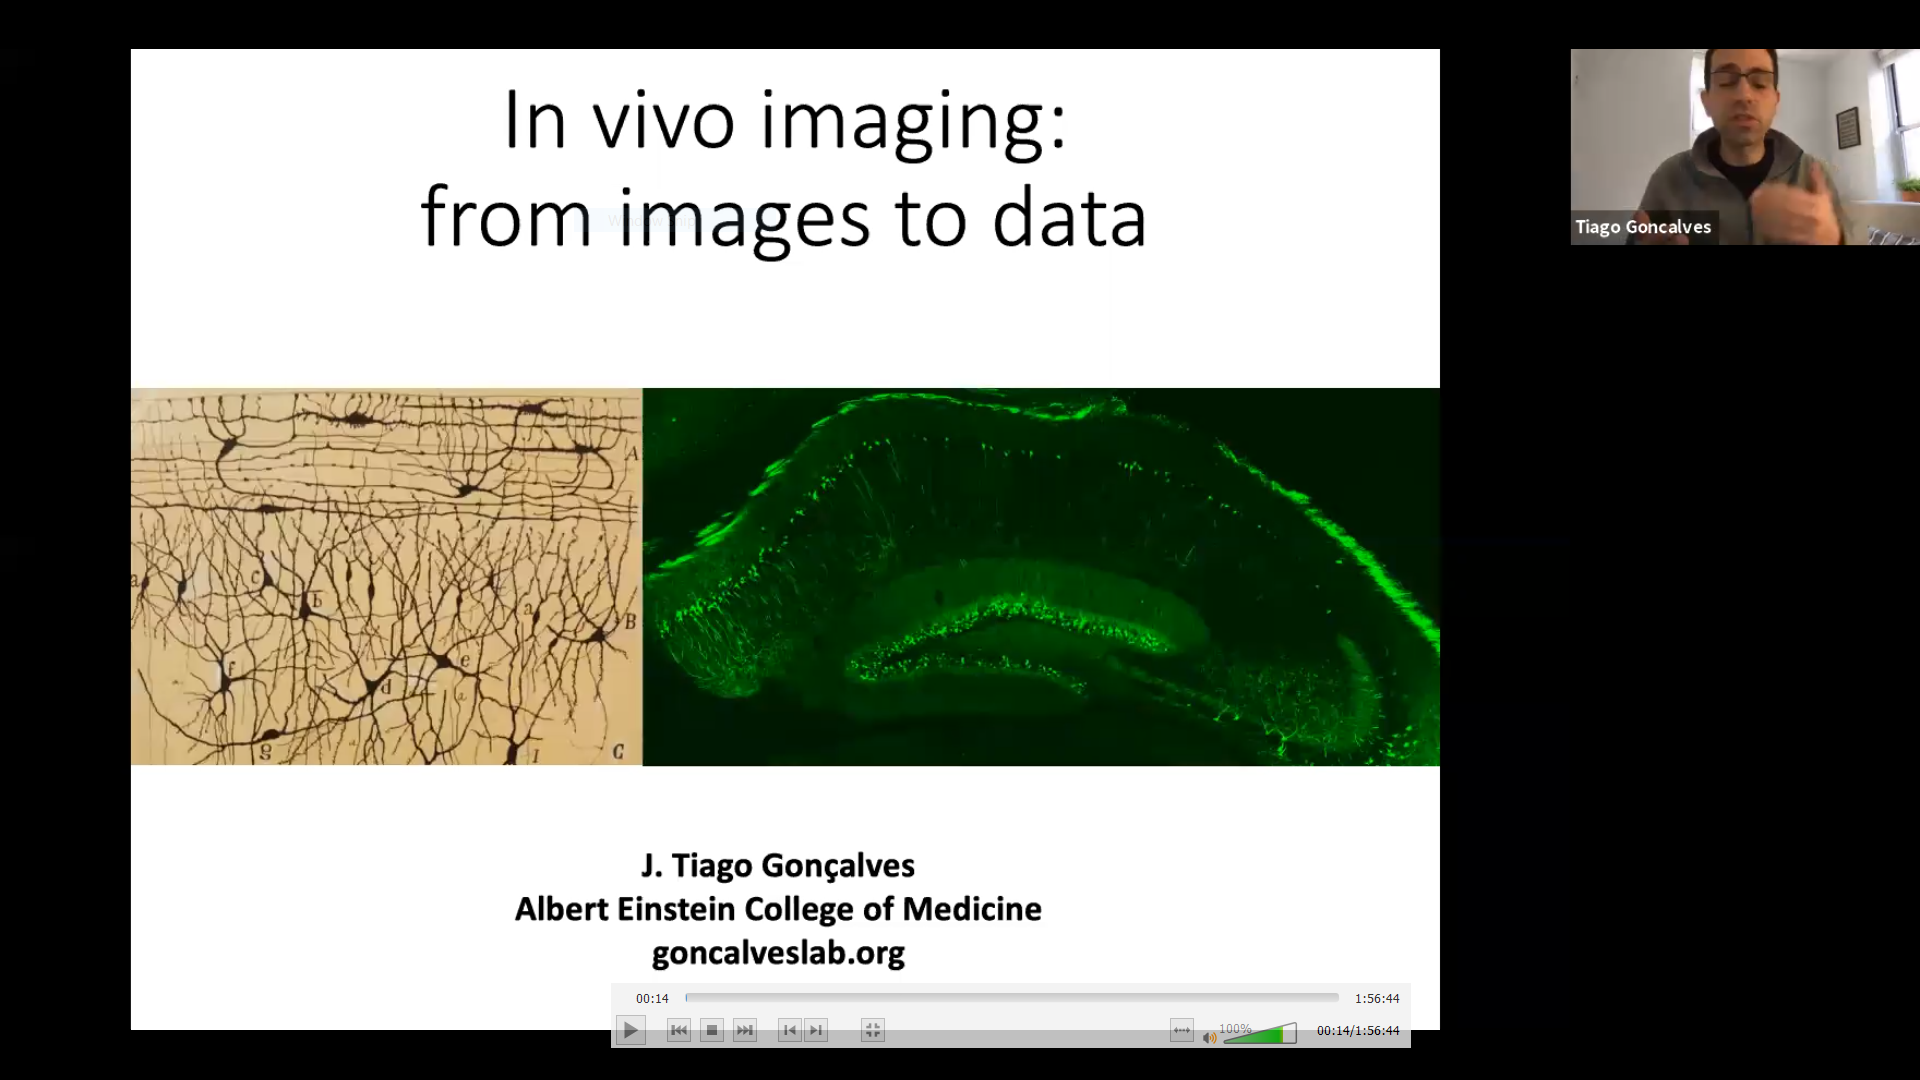 In vivo imaging:
from images to data
Tiago Goncalves
A
a
c
b
a
B
f
e
d
g
I
C
J. Tiago Gonçalves
Albert Einstein College of Medicine
goncalveslab.org
00:14
1:56:44
100%
00:14/1:56:44